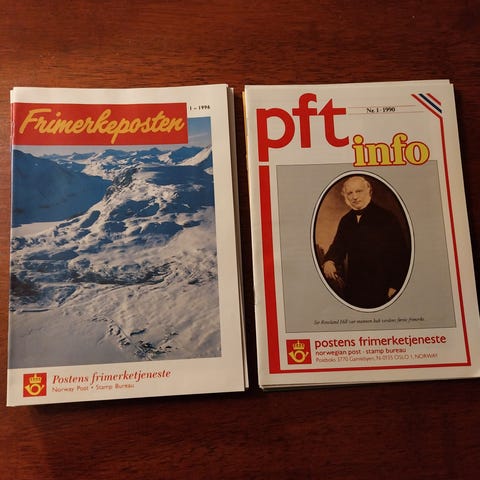 Frimerkeposten
1 - 1996
Postens frimerketjeneste
Norway Post • Stamp Bureau
pft
Nr. 1 · 1990
info
Sir Rowland Hill var mannen bak verdens første frimerke.
postens frimerketjeneste
norwegian post · stamp bureau
Postboks 3770 Gamlebyen, N-0135 OSLO 1, NORWAY